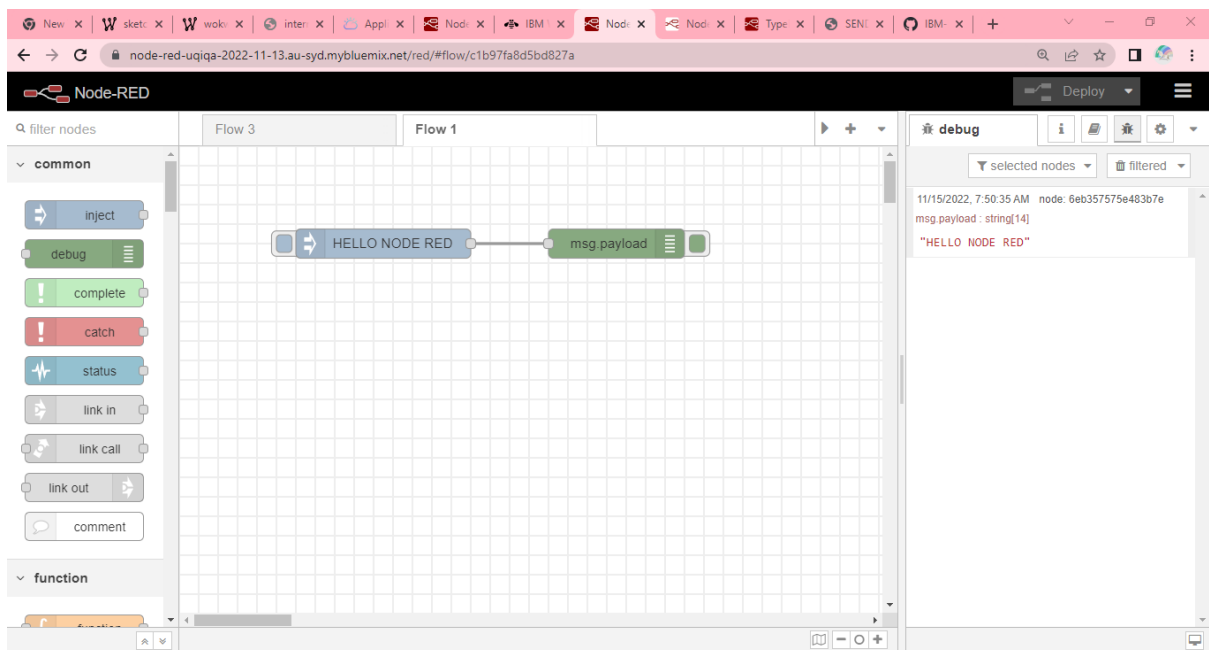 New
sketc
woki
inter
Appli
Node
IBM
Node
Node
Type
SEND
IBM-
node-red-uqiqa-2022-11-13.au-syd.mybluemix.net/red/#flow/c1b97fa8d5bd827a
Node-RED
Deploy
filter nodes
Flow 3
Flow 1
debug
i
common
selected nodes
filtered
inject
debug
complete
catch
status
link in
link call
link out
comment
function
HELLO NODE RED
msg.payload
11/15/2022, 7:50:35 AM node: 6eb357575e483b7e
msg.payload : string[14]
"HELLO NODE RED"